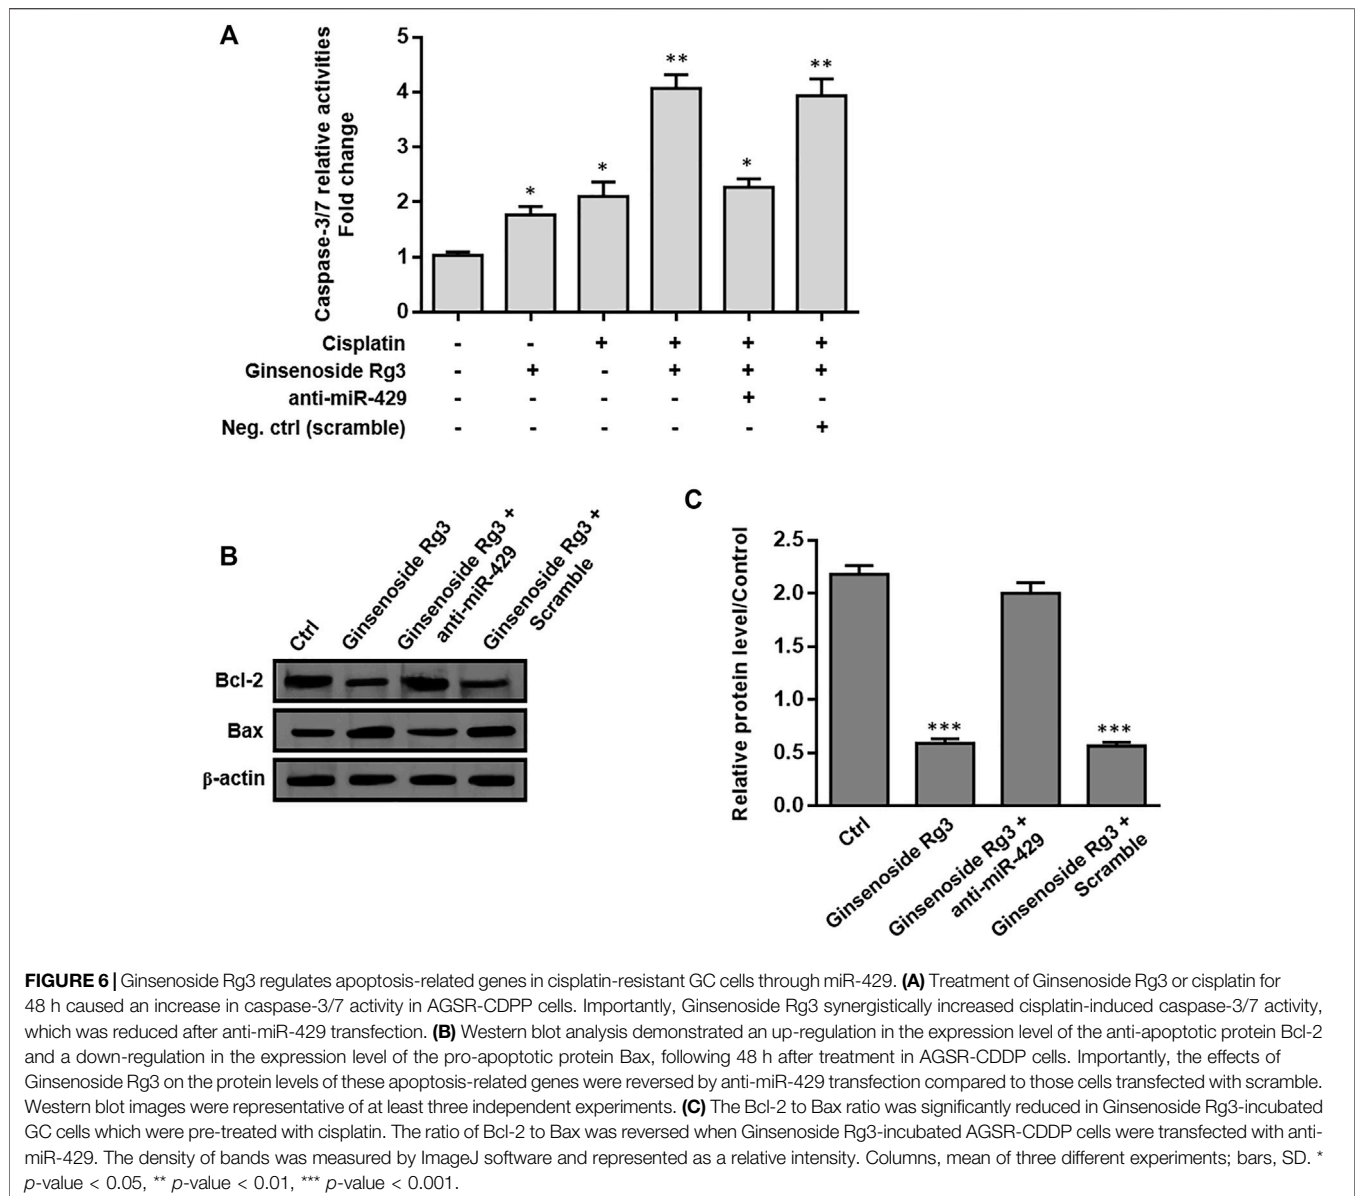 A
Caspase-3/7 relative activities
Fold change
5
4
3
2
1
0
* * ** * **
Cisplatin - - + + + +
Ginsenoside Rg3 - + - + + +
anti-miR-429 - - - - + -
Neg. ctrl (scramble) - - - - - +
B
Ctrl
Ginsenoside Rg3
Ginsenoside Rg3 +
anti-miR-429
Ginsenoside Rg3 +
Scramble
Bcl-2
Bax
β-actin
C
Relative protein level/Control
2.5
2.0
1.5
1.0
0.5
0.0
*** ***
Ctrl
Ginsenoside Rg3
Ginsenoside Rg3 +
anti-miR-429
Ginsenoside Rg3 +
Scramble
FIGURE 6 | Ginsenoside Rg3 regulates apoptosis-related genes in cisplatin-resistant GC cells through miR-429. (A) Treatment of Ginsenoside Rg3 or cisplatin for
48 h caused an increase in caspase-3/7 activity in AGSR-CDPP cells. Importantly, Ginsenoside Rg3 synergistically increased cisplatin-induced caspase-3/7 activity,
which was reduced after anti-miR-429 transfection. (B) Western blot analysis demonstrated an up-regulation in the expression level of the anti-apoptotic protein Bcl-2
and a down-regulation in the expression level of the pro-apoptotic protein Bax, following 48 h after treatment in AGSR-CDDP cells. Importantly, the effects of
Ginsenoside Rg3 on the protein levels of these apoptosis-related genes were reversed by anti-miR-429 transfection compared to those cells transfected with scramble.
Western blot images were representative of at least three independent experiments. (C) The Bcl-2 to Bax ratio was significantly reduced in Ginsenoside Rg3-incubated
GC cells which were pre-treated with cisplatin. The ratio of Bcl-2 to Bax was reversed when Ginsenoside Rg3-incubated AGSR-CDDP cells were transfected with anti-
miR-429. The density of bands was measured by ImageJ software and represented as a relative intensity. Columns, mean of three different experiments; bars, SD. *
p-value < 0.05, ** p-value < 0.01, *** p-value < 0.001.